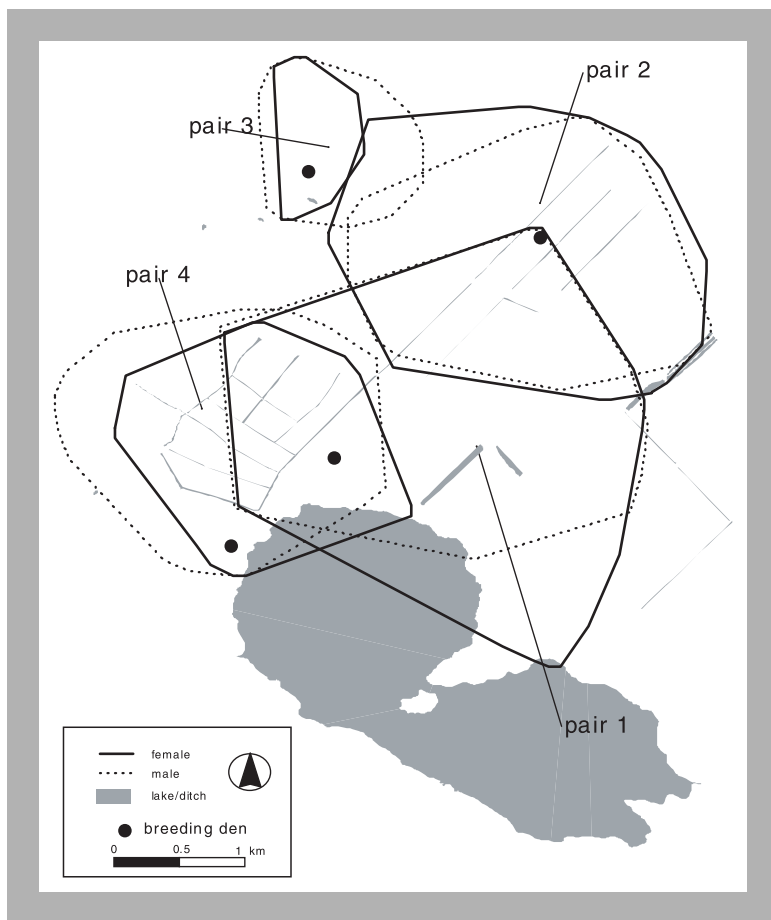 pair 2
pair 3
pair 4
pair 1
female
male
lake/ditch
breeding den
0 0.5 1 km